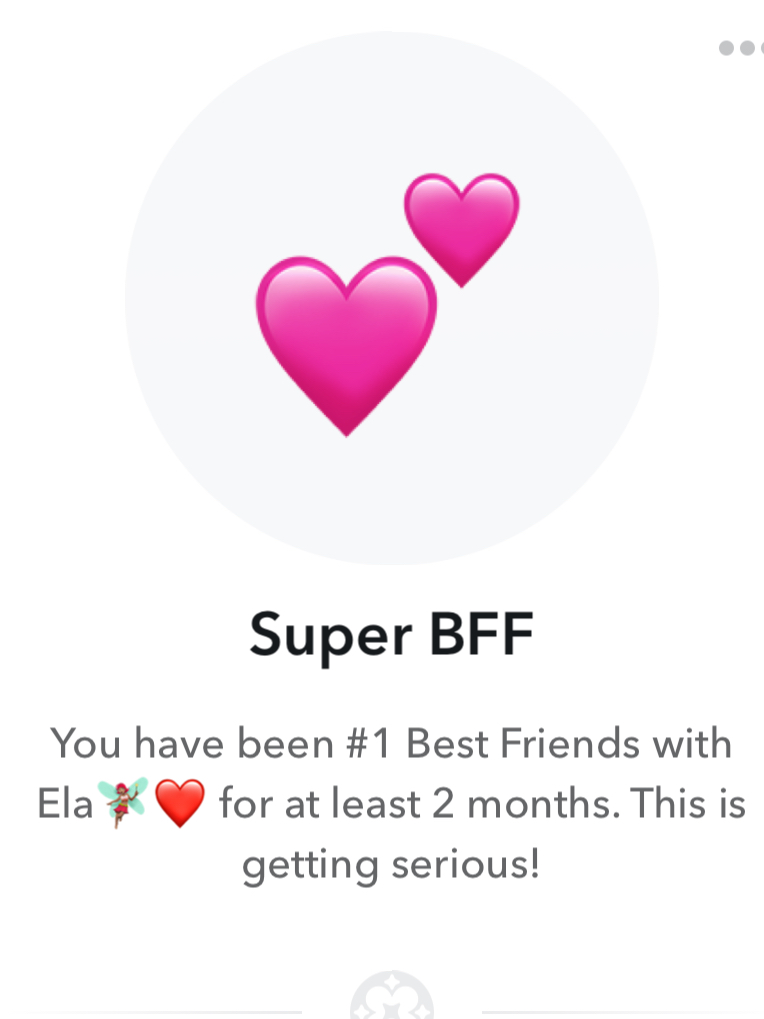 Super BFF
You have been #1 Best Friends with
Ela🧚❤️ for at least 2 months. This is
getting serious!